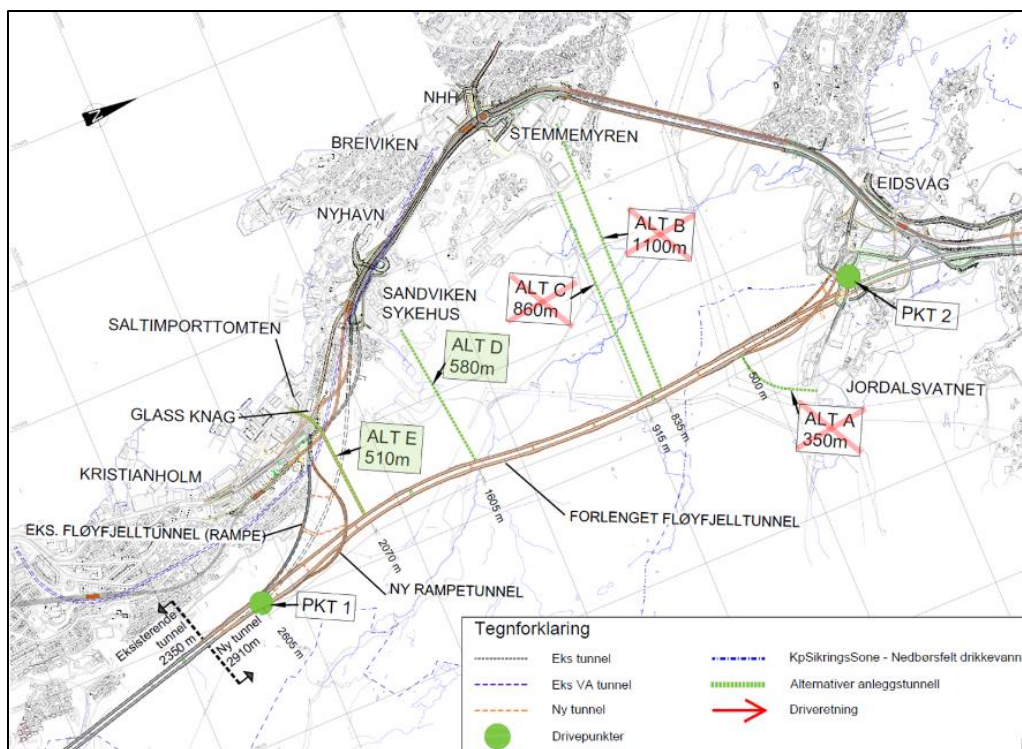 NHH
STEMMEMYREN
BREIVIKEN
EIDSVÅG
NYHAVN
ALT B
1100m
ALT C
860m
PKT 2
SANDVIKEN
SYKEHUS
SALTIMPORTTOMTEN
ALT D
580m
500 m
JORDALSVATNET
ALT A
350m
GLASS KNAG
835 m
915 m
ALT E
510m
KRISTIANHOLM
1605 m
FORLENGET FLØYFJELLTUNNEL
EKS. FLØYFJELLTUNNEL (RAMPE)
2070 m
NY RAMPETUNNEL
PKT 1
2605 m
Eksisterende
tunnel
2350 m
Ny tunnel
2910m
Tegnforklaring
Eks tunnel
Eks VA tunnel
Ny tunnel
Drivepunkter
KpSikringsSone - Nedbørsfelt drikkevann
Alternativer anleggstunnell
Driveretning